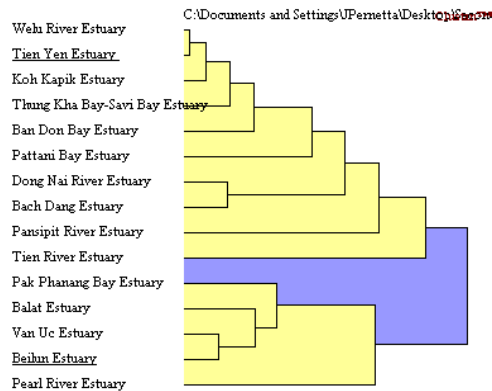 C:\Documents and Settings\JPernetta\Desktop\
Welu River Estuary
Tien Yen Estuary
Koh Kapik Estuary
Thung Kha Bay-Savi Bay Estuary
Ban Don Bay Estuary
Pattani Bay Estuary
Dong Nai River Estuary
Bach Dang Estuary
Pansipit River Estuary
Tien River Estuary
Pak Phanang Bay Estuary
Balat Estuary
Van Uc Estuary
Beilun Estuary
Pearl River Estuary